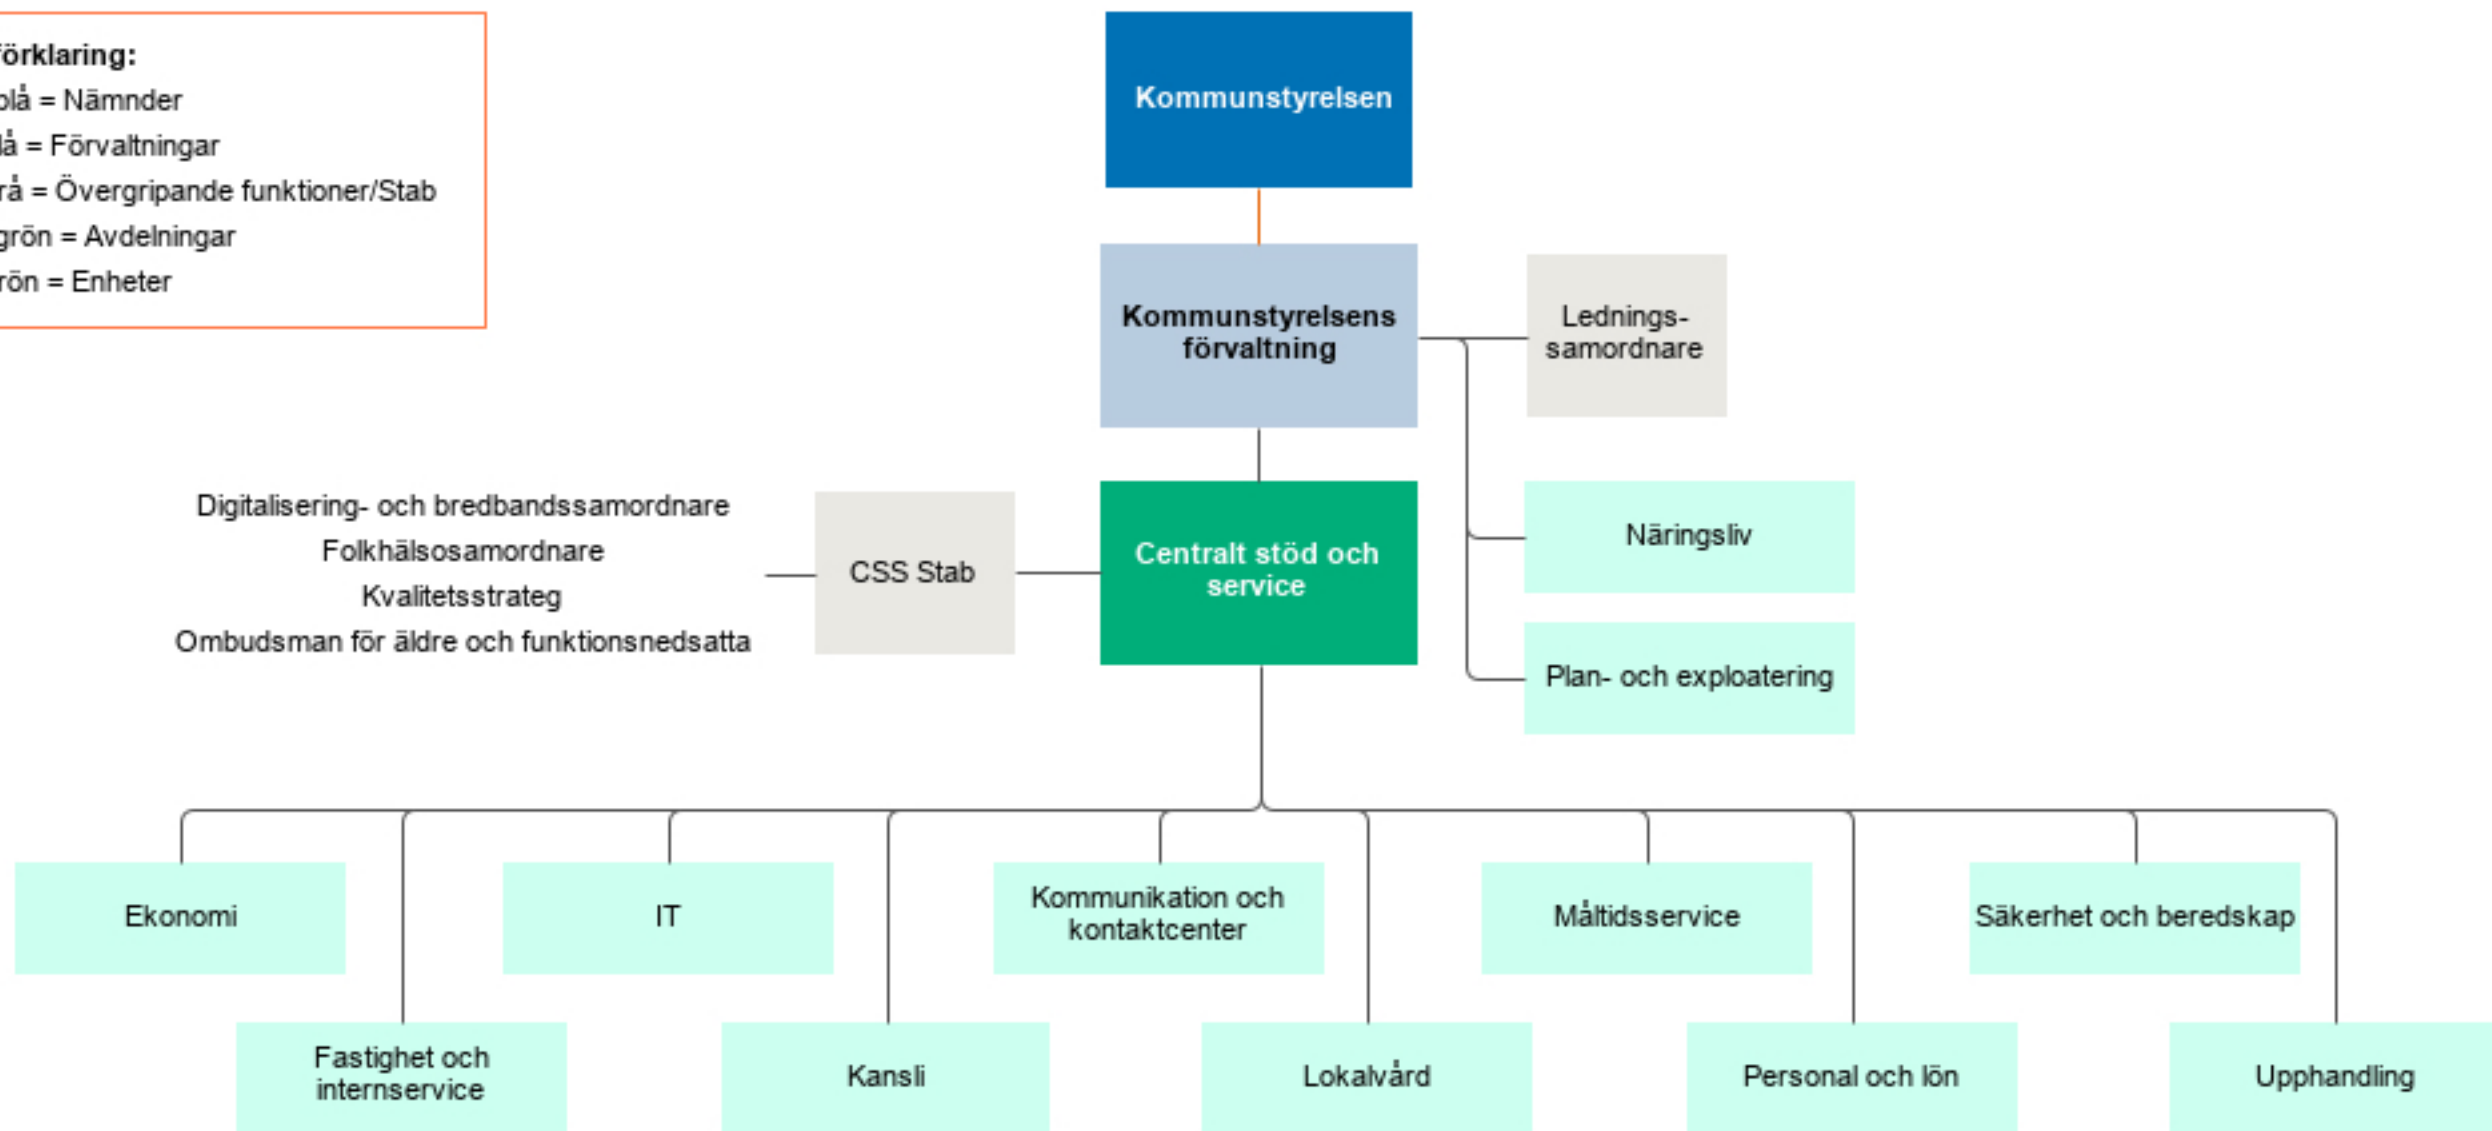 förklaring:
blå = Nämnder
lå = Förvaltningar
rå = Övergripande funktioner/Stab
grön = Avdelningar
rön = Enheter
Kommunstyrelsen
Kommunstyrelsens
förvaltning
Lednings-
samordnare
Digitalisering- och bredbandssamordnare
Folkhälsosamordnare
Kvalitetsstrateg
Ombudsman för äldre och funktionsnedsatta
CSS Stab
Centralt stöd och
service
Näringsliv
Plan- och exploatering
Ekonomi
IT
Kommunikation och
kontaktcenter
Måltidsservice
Säkerhet och beredskap
Fastighet och
internservice
Kansli
Lokalvård
Personal och lön
Upphandling